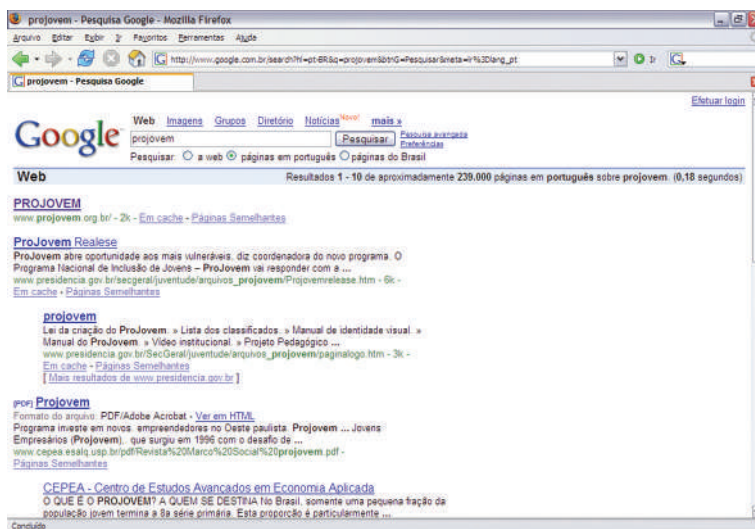 projovem - Pesquisa Google - Mozilla Firefox
Arquivo Editar Exibir Ir Favoritos Ferramentas Ajuda
http://www.google.com.br/search?hl=pt-BR&q=projovem&btnG=Pesquisar&meta=lr%3Dlang_pt Ir
projovem - Pesquisa Google
Efetuar login
Google
Web Imagens Grupos Diretório Notícias Novo! mais »
projovem Pesquisar Pesquisa avançada
Preferências
Pesquisar: a web páginas em português páginas do Brasil
Web Resultados 1 - 10 de aproximadamente 239.000 páginas em português sobre projovem. (0,18 segundos)
PROJOVEM
www.projovem.org.br/ - 2k - Em cache - Páginas Semelhantes
ProJovem Realese
ProJovem abre oportunidade aos mais vulneráveis, diz coordenadora do novo programa. O
Programa Nacional de Inclusão de Jovens – ProJovem vai responder com a ...
www.presidencia.gov.br/secgeral/juventude/arquivos_projovem/Projovemrelease.htm - 6k -
Em cache - Páginas Semelhantes
projovem
Lei da criação do ProJovem. » Lista dos classificados. » Manual de identidade visual. »
Manual do ProJovem. » Vídeo institucional. » Projeto Pedagógico ...
www.presidencia.gov.br/SecGeral/juventude/arquivos_projovem/paginalogo.htm - 3k -
Em cache - Páginas Semelhantes
[ Mais resultados de www.presidencia.gov.br ]
[PDF] Projovem
Formato do arquivo: PDF/Adobe Acrobat - Ver em HTML
Programa investe em novos. empreendedores no Oeste paulista. Projovem ... Jovens
Empresários (Projovem), que surgiu em 1996 com o desafio de ...
www.cepea.esalq.usp.br/pdf/Revista%20Marco%20Social%20projovem.pdf -
Páginas Semelhantes
CEPEA - Centro de Estudos Avançados em Economia Aplicada
O QUE É O PROJOVEM? A QUEM SE DESTINA No Brasil, somente uma pequena fração da
população jovem termina a 8a série primária. Esta proporção é particularmente ...
Concluído